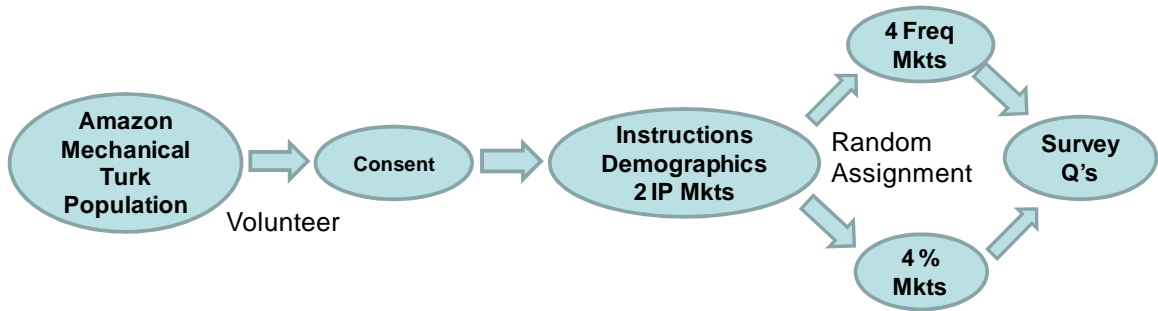 Amazon
Mechanical
Turk
Population
Volunteer
Consent
Instructions
Demographics
2 IP Mkts
Random
Assignment
4 Freq
Mkts
4 %
Mkts
Survey
Q's